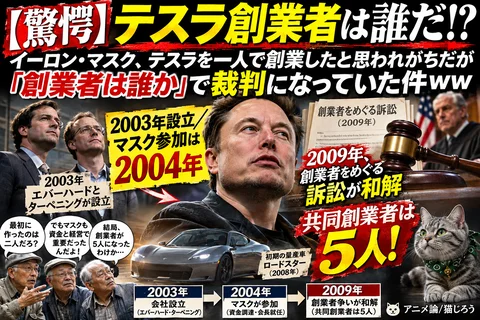 【驚愕】テスラ創業者は誰だ!?
イーロン・マスク、テスラを一人で創業したと思われがちだが
「創業者は誰か」で裁判になっていた件ww
2003年設立/
マスク参加は
2004年
2003年
エバーハードと
ターペニングが設立
創業者をめぐる訴訟
(2009年)
2009年、
創業者をめぐる
訴訟が和解
共同創業者は
5人!
最初に
作ったのは
二人だろ?
でもマスクも
資金と経営で
重要だった
んだよ!
結局、
創業者が
5人になった
わけか…
初期の量産車
ロードスター
(2008年)
2003年
会社設立
(エバーハード・ターペニング)
2004年
マスクが参加
(資金調達・会長就任)
2009年
創業者争いが和解
(共同創業者は5人)
アニメ論/猫じろう